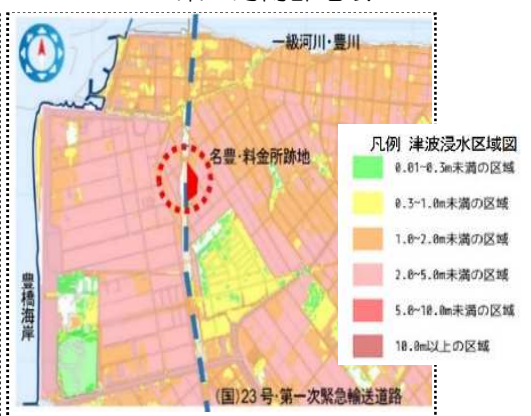 一級河川・豊川
名豊・料金所跡地
凡例 津波浸水区域図
0.01~0.3m未満の区域
0.3~1.0m未満の区域
1.0~2.0m未満の区域
2.0~5.0m未満の区域
5.0~10.0m未満の区域
10.0m以上の区域
豊橋海岸
(国)23号・第一次緊急輸送道路